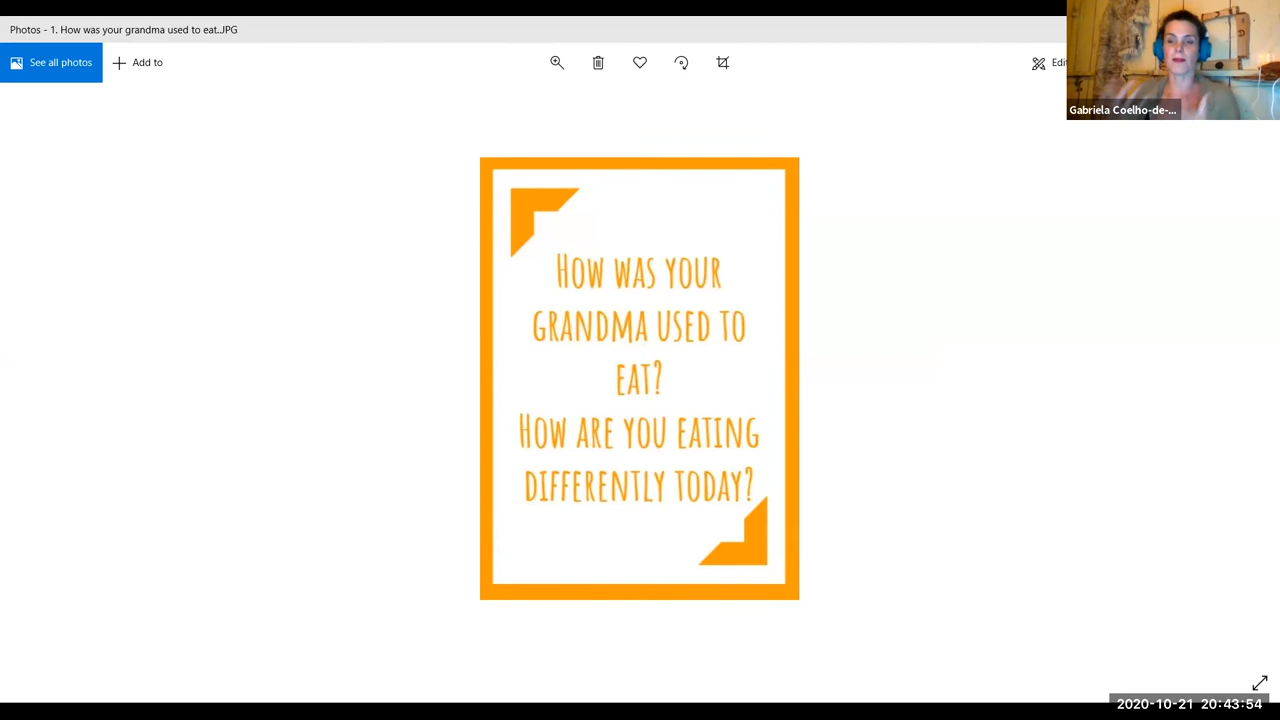 Photos - 1. How was your grandma used to eat..JPG
See all photos
Add to
Edi
Gabriela Coelho-de-...
HOW WAS YOUR
GRANDMA USED TO
EAT?
HOW ARE YOU EATING
DIFFERENTLY TODAY?
2020-10-21 20:43:54